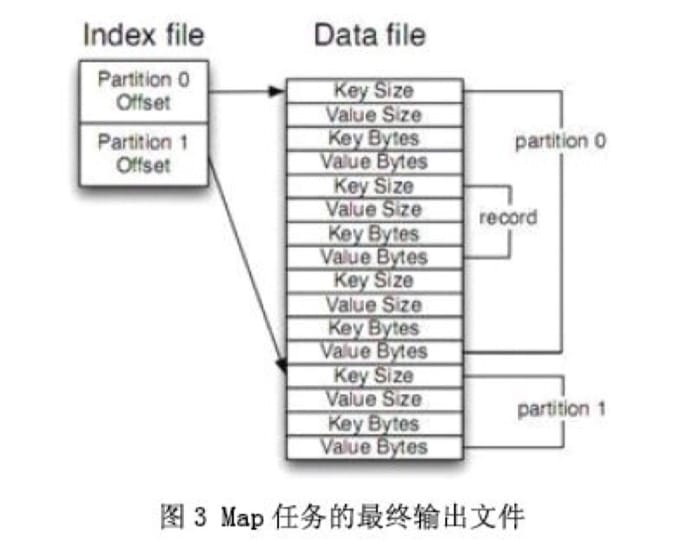 Index file
Data file
Partition 0
Offset
Partition 1
Offset
Key Size
Value Size
Key Bytes
Value Bytes
Key Size
Value Size
Key Bytes
Value Bytes
Key Size
Value Size
Key Bytes
Value Bytes
Key Size
Value Size
Key Bytes
Value Bytes
partition 0
record
partition 1
图 3 Map 任务的最终输出文件